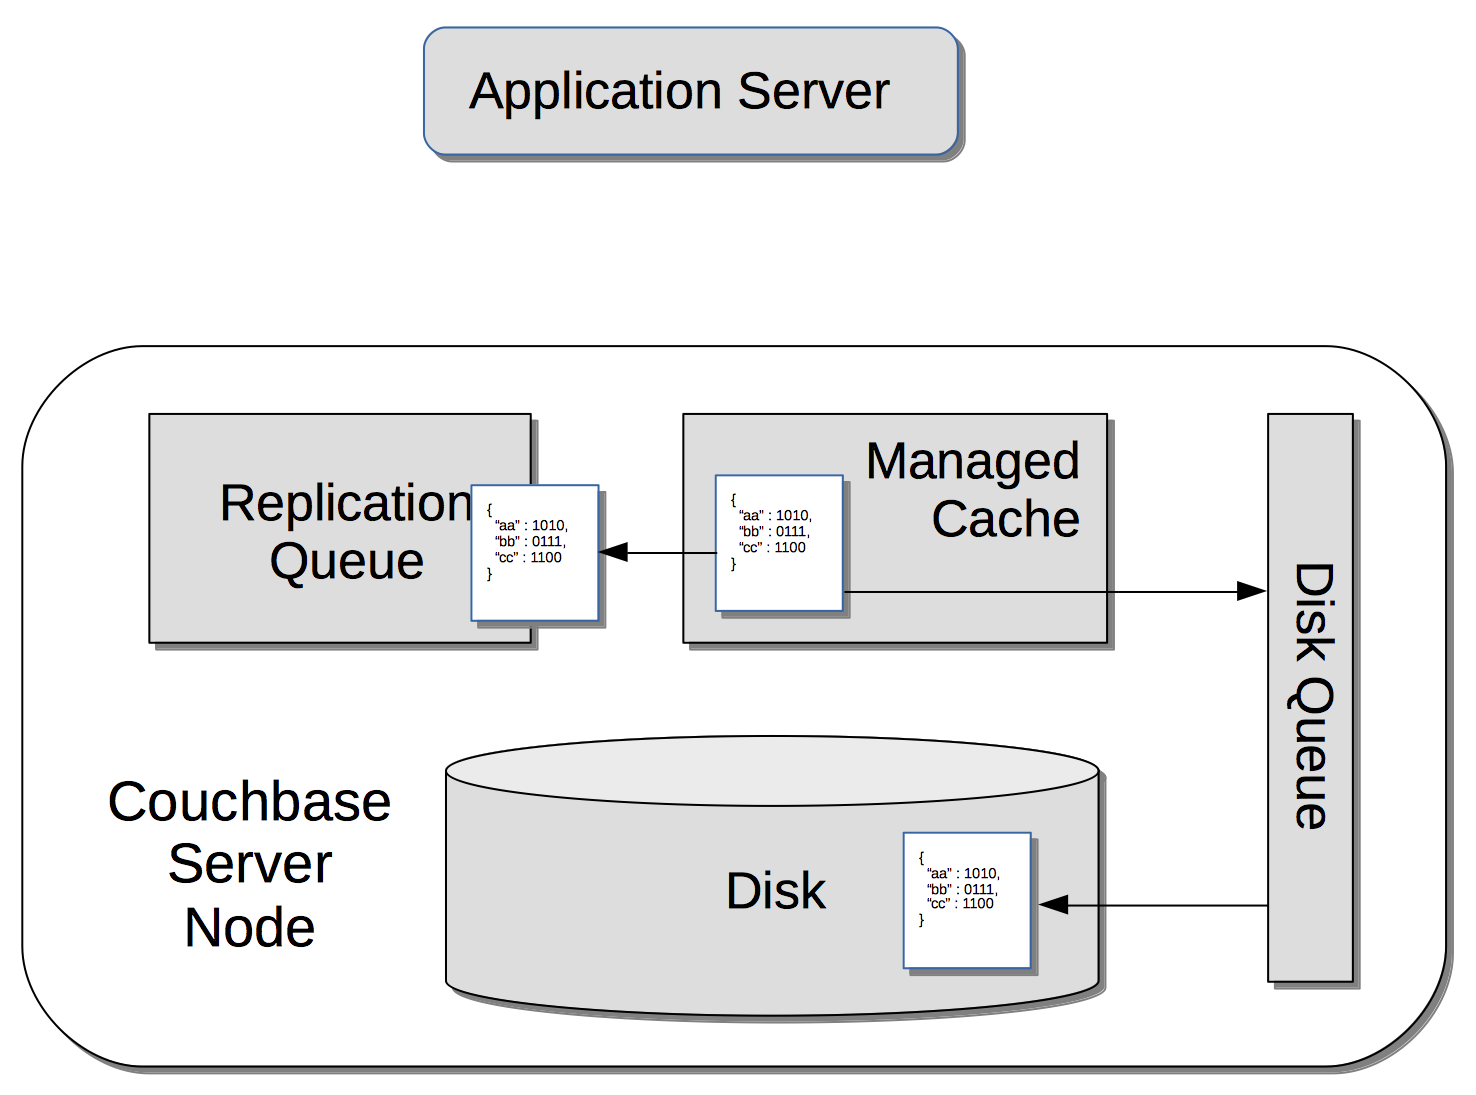 Application Server
Replication
Queue
{
“aa” : 1010,
“bb” : 0111,
“cc” : 1100
}
{
“aa” : 1010,
“bb” : 0111,
“cc” : 1100
}
Managed
Cache
Disk Queue
Couchbase
Server
Node
Disk
{
“aa” : 1010,
“bb” : 0111,
“cc” : 1100
}